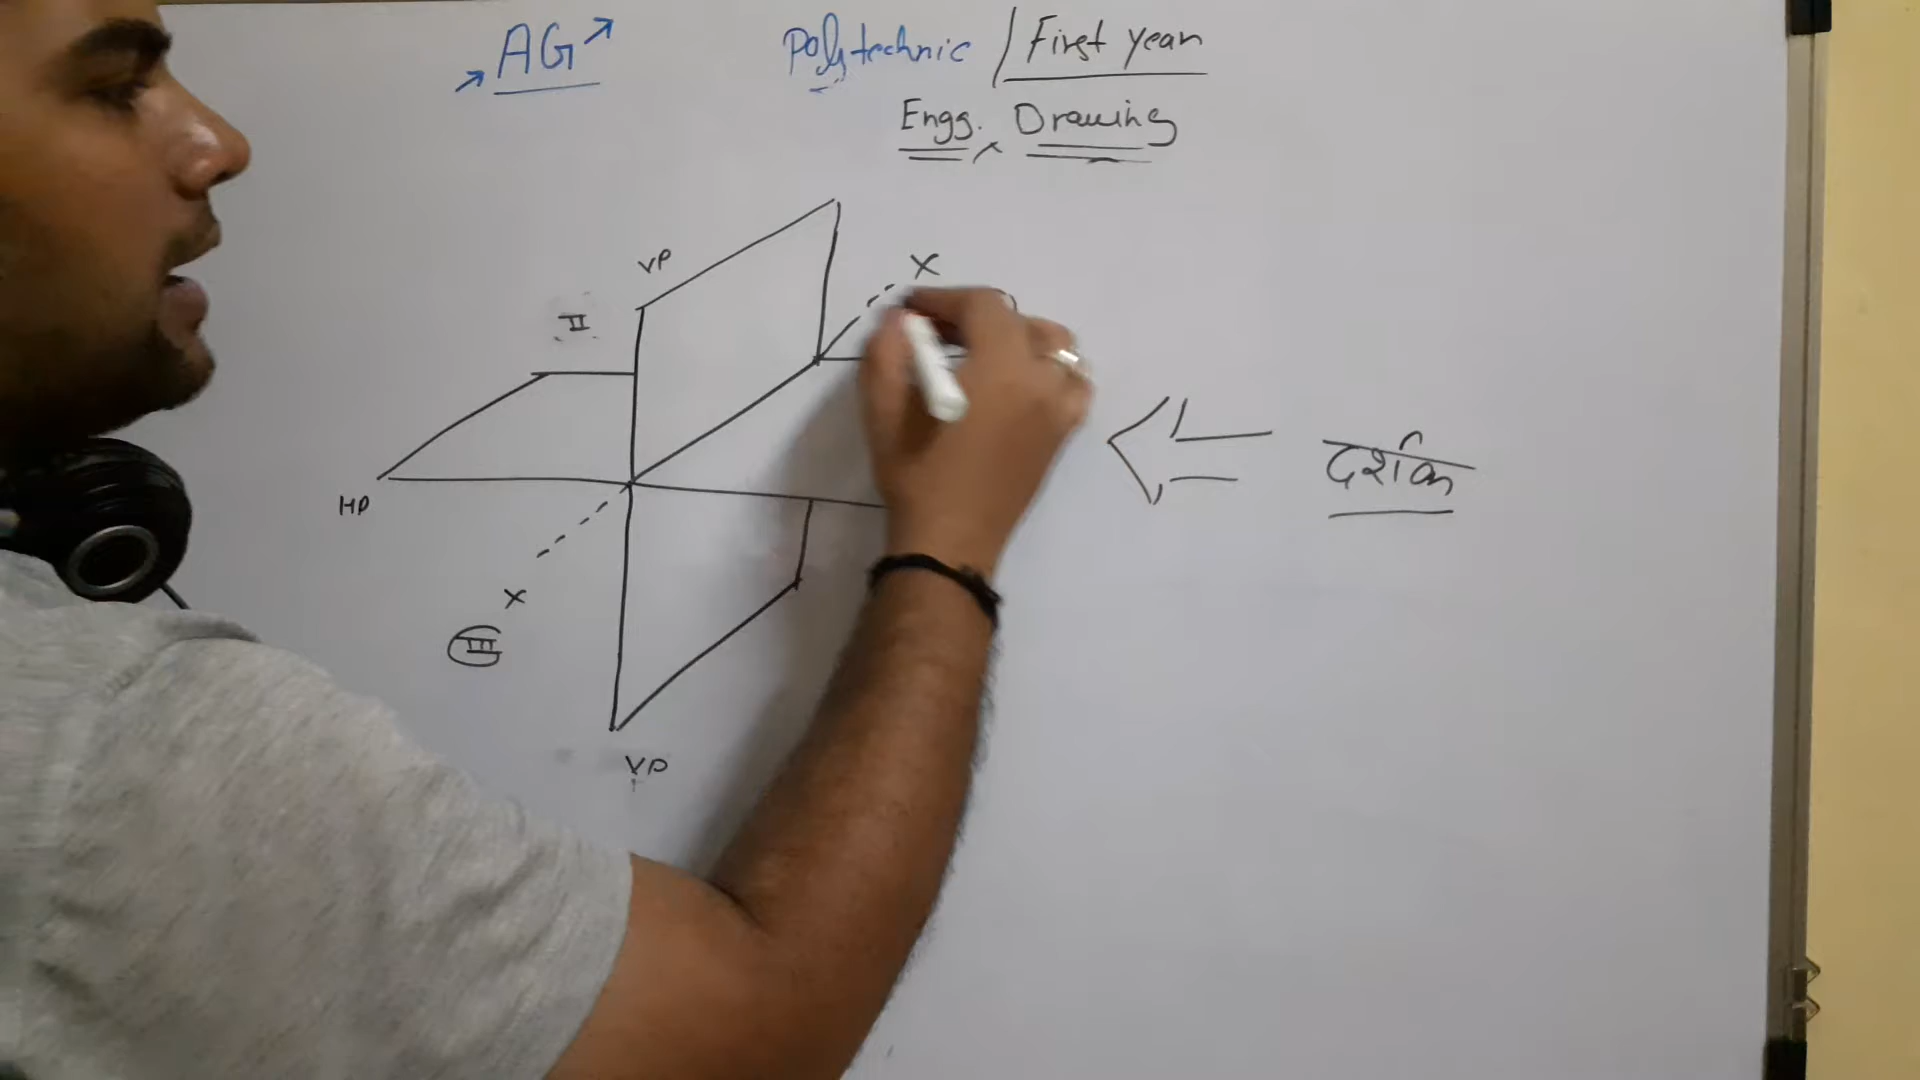 AG
Polytechnic / First year
Engg. Drawing
VP
X
II
HP
दर्शक
X
III
VP